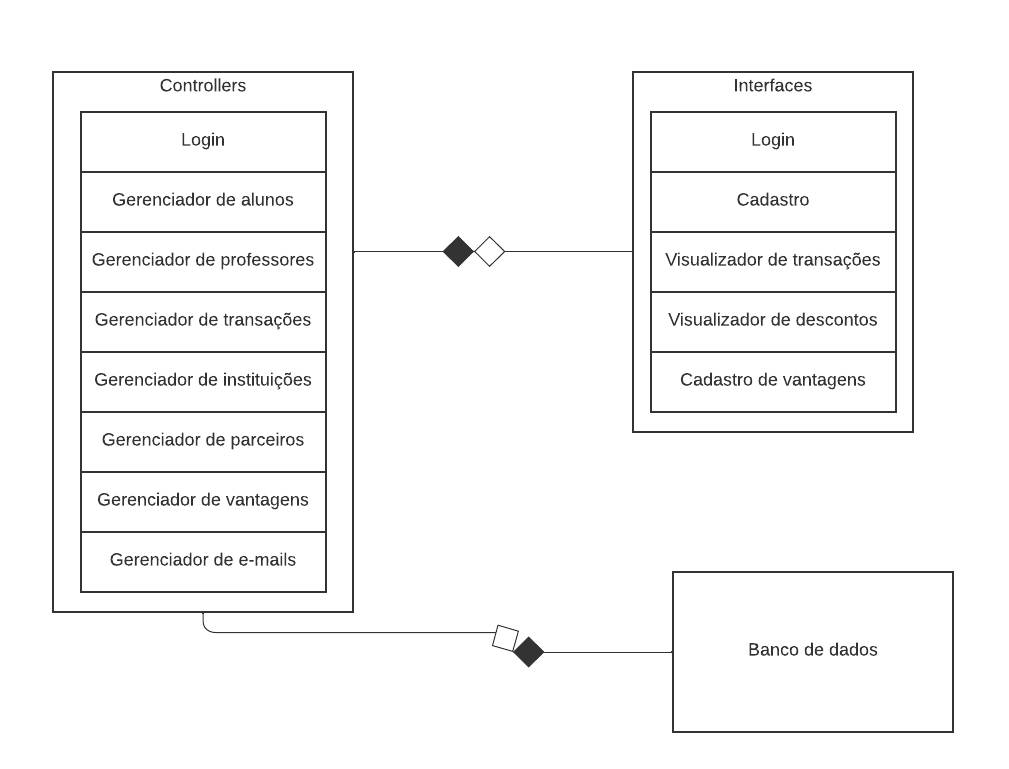 Controllers
Login
Gerenciador de alunos
Gerenciador de professores
Gerenciador de transações
Gerenciador de instituições
Gerenciador de parceiros
Gerenciador de vantagens
Gerenciador de e-mails
Interfaces
Login
Cadastro
Visualizador de transações
Visualizador de descontos
Cadastro de vantagens
Banco de dados